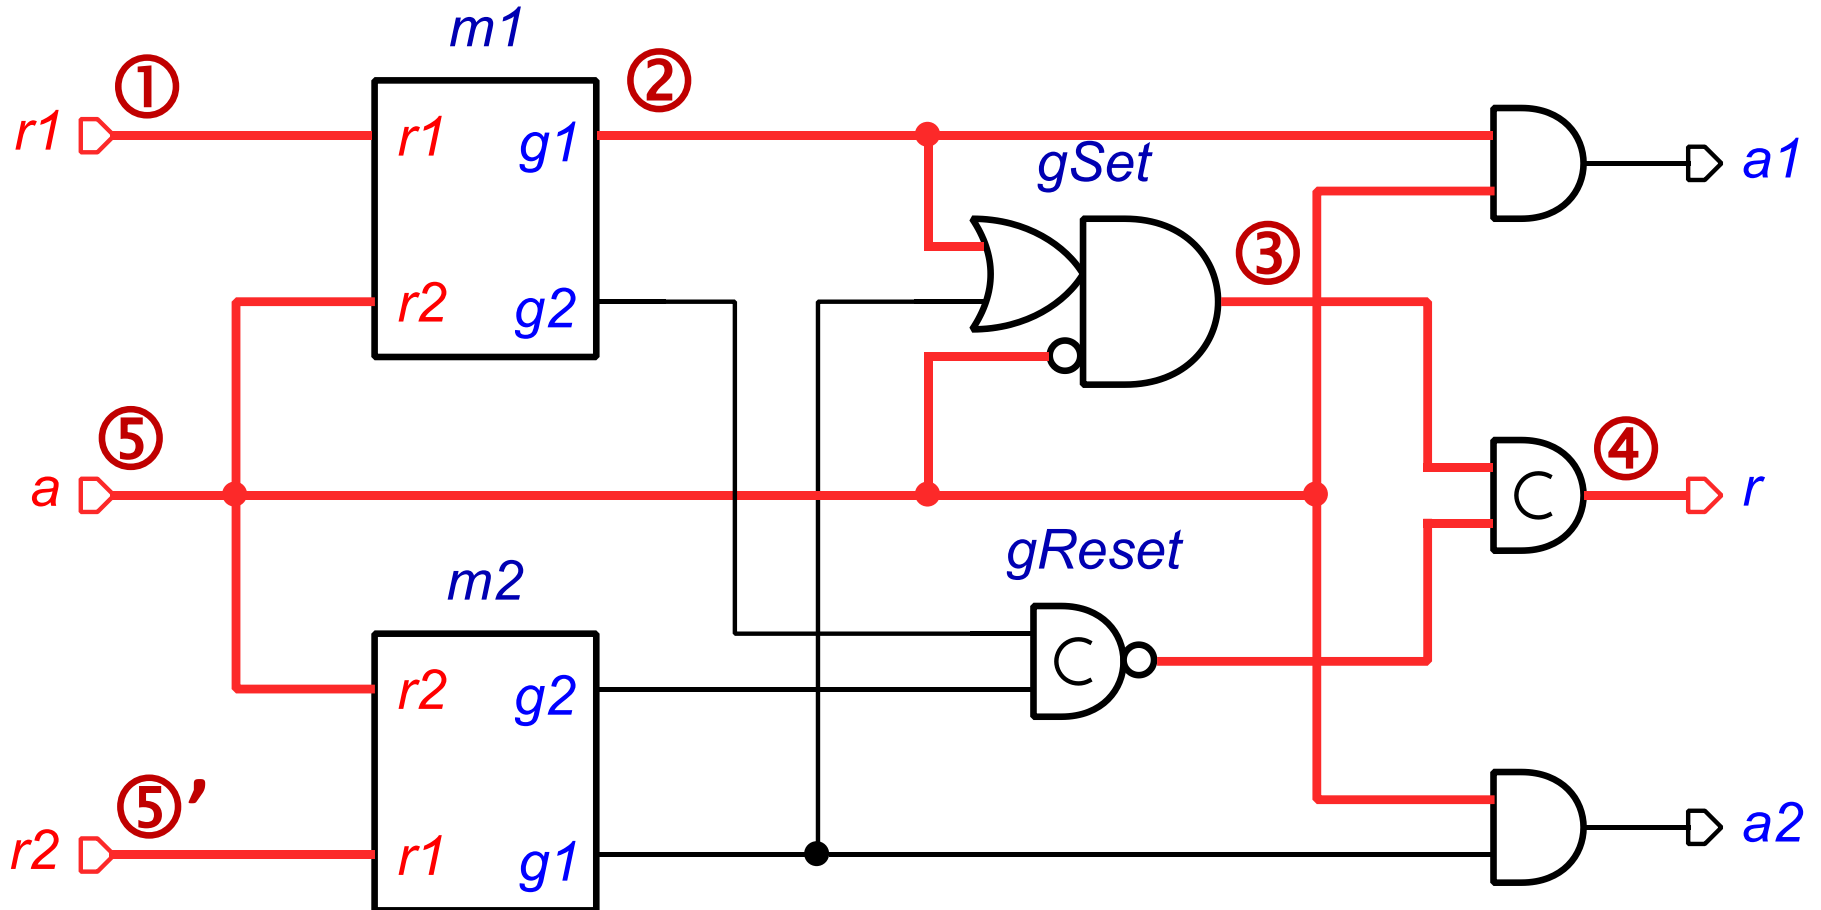 m1
①
②
r1
r1
g1
gSet
a1
r2
g2
③
⑤
④
a
r
gReset
m2
r2
g2
⑤’
r2
r1
g1
a2
C
C